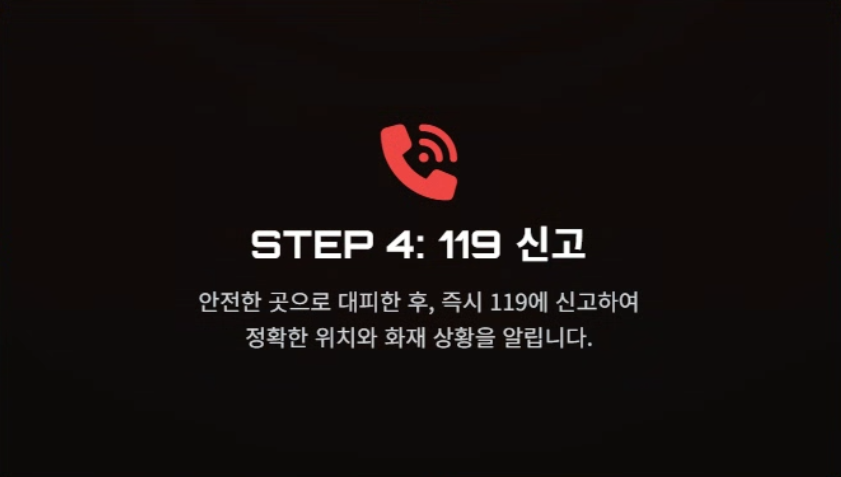 STEP 4: 119 신고
안전한 곳으로 대피한 후, 즉시 119에 신고하여
정확한 위치와 화재 상황을 알립니다.